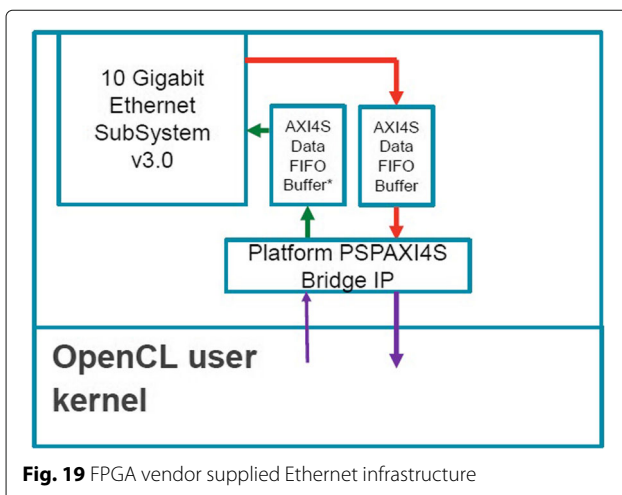 10 Gigabit
Ethernet
SubSystem
v3.0
AXI4S
Data
FIFO
Buffer*
AXI4S
Data
FIFO
Buffer
Platform PSPAXI4S
Bridge IP
OpenCL user
kernel
Fig. 19 FPGA vendor supplied Ethernet infrastructure